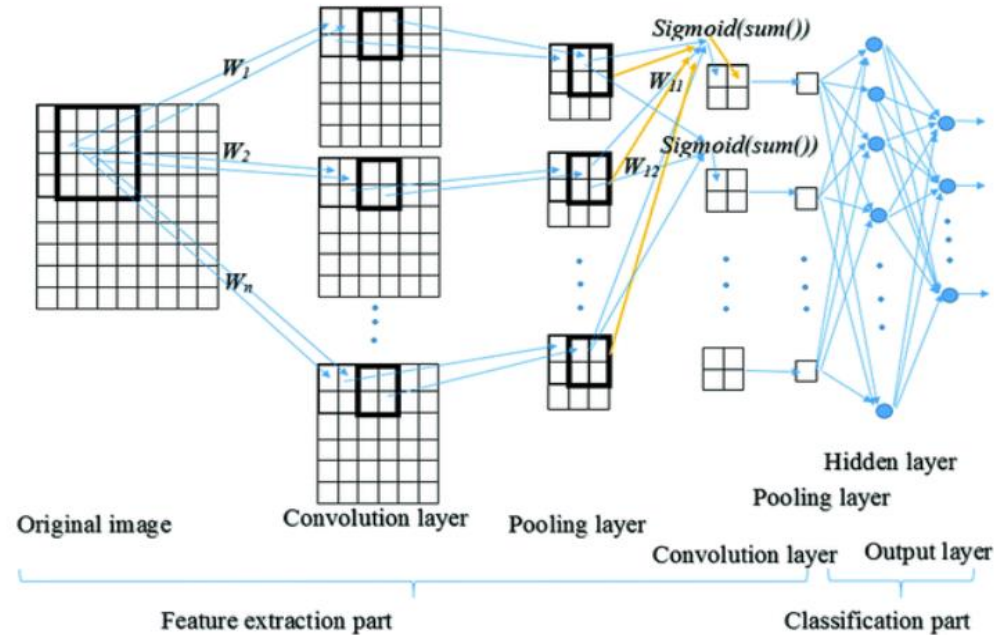 Sigmoid(sum())
W1
W11
W2
Sigmoid(sum())
W12
Wn
Hidden layer
Pooling layer
Original image
Convolution layer
Pooling layer
Convolution layer
Output layer
Feature extraction part
Classification part